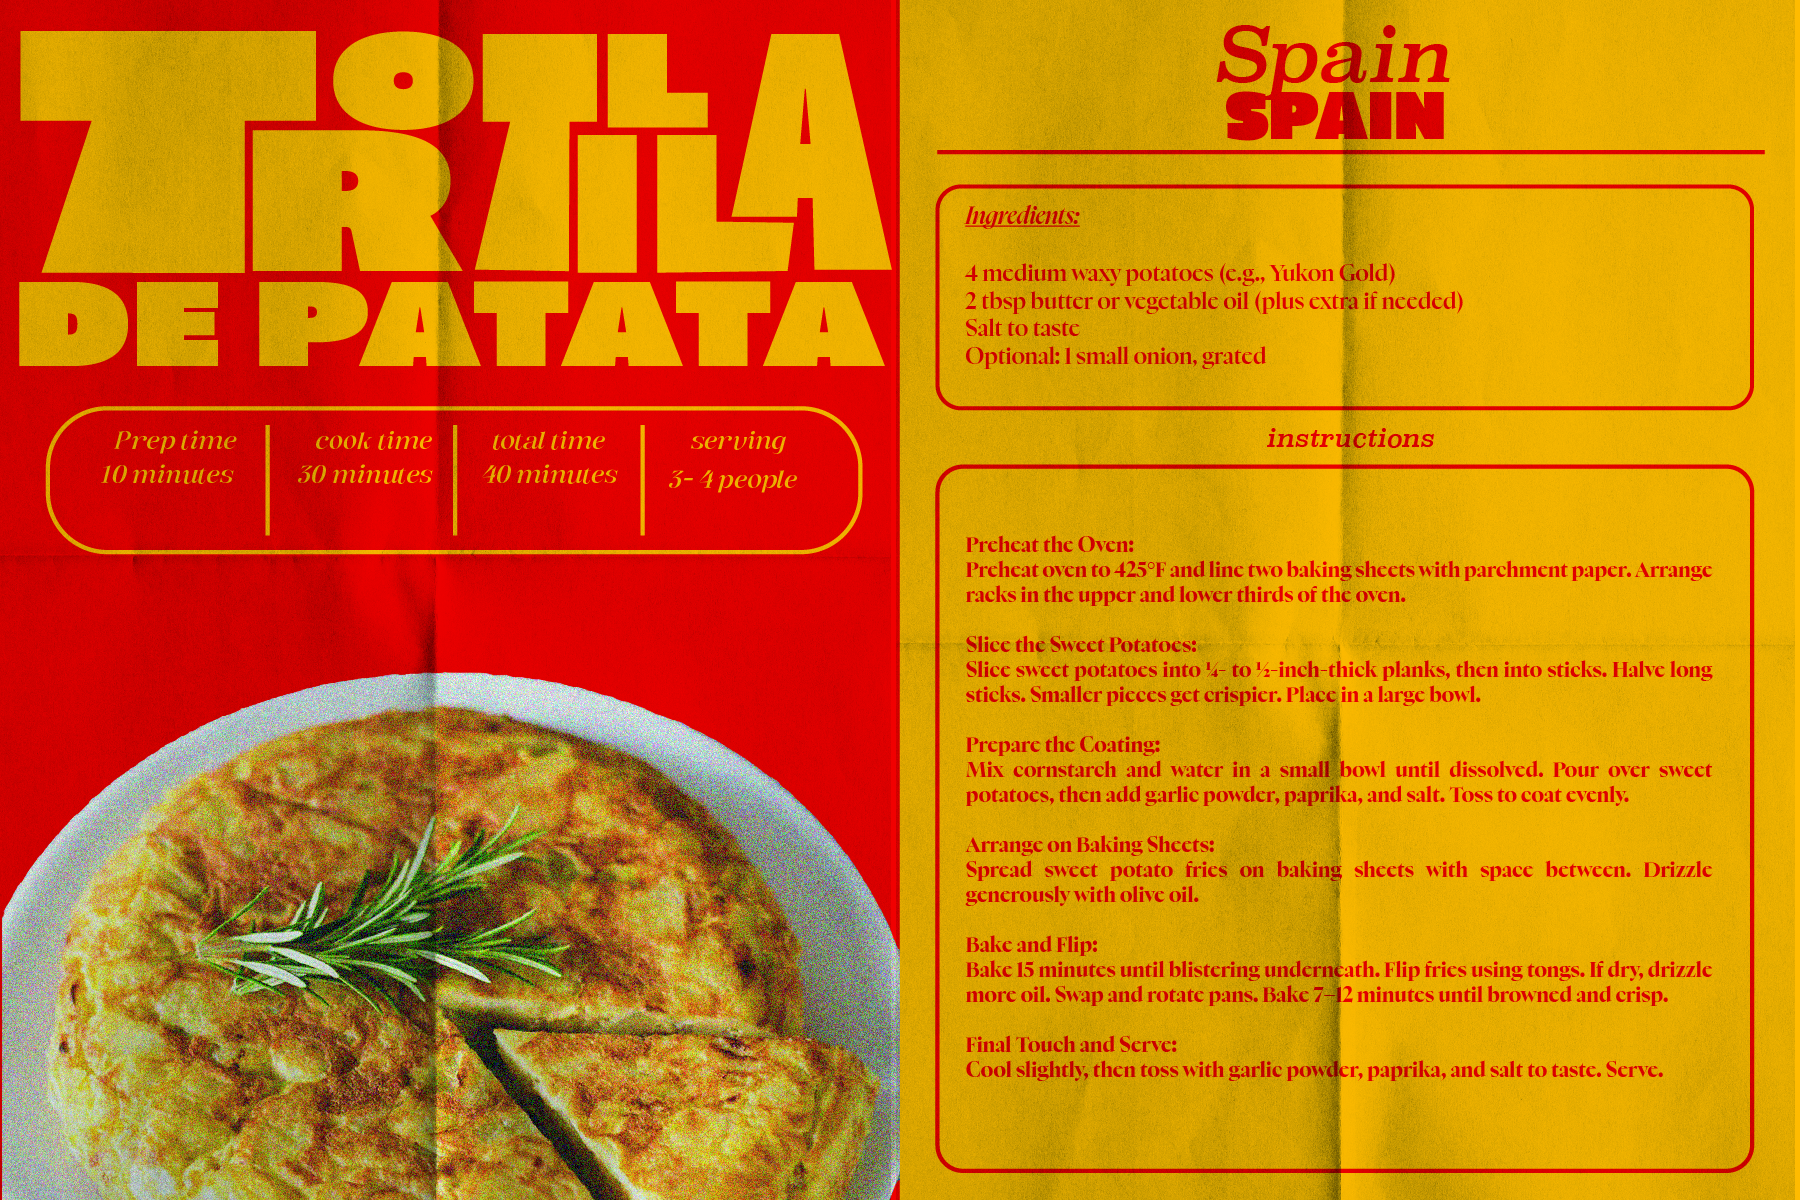 TORTILLA
DE PATATA
Prep time
10 minutes
cook time
30 minutes
total time
40 minutes
serving
3- 4 people
Spain
SPAIN
Ingredients:
4 medium waxy potatoes (e.g., Yukon Gold)
2 tbsp butter or vegetable oil (plus extra if needed)
Salt to taste
Optional: 1 small onion, grated
instructions
Preheat the Oven:
Preheat oven to 425°F and line two baking sheets with parchment paper. Arrange
racks in the upper and lower thirds of the oven.
Slice the Sweet Potatoes:
Slice sweet potatoes into ¼- to ½-inch-thick planks, then into sticks. Halve long
sticks. Smaller pieces get crispier. Place in a large bowl.
Prepare the Coating:
Mix cornstarch and water in a small bowl until dissolved. Pour over sweet
potatoes, then add garlic powder, paprika, and salt. Toss to coat evenly.
Arrange on Baking Sheets:
Spread sweet potato fries on baking sheets with space between. Drizzle
generously with olive oil.
Bake and Flip:
Bake 15 minutes until blistering underneath. Flip fries using tongs. If dry, drizzle
more oil. Swap and rotate pans. Bake 7–12 minutes until browned and crisp.
Final Touch and Serve:
Cool slightly, then toss with garlic powder, paprika, and salt to taste. Serve.